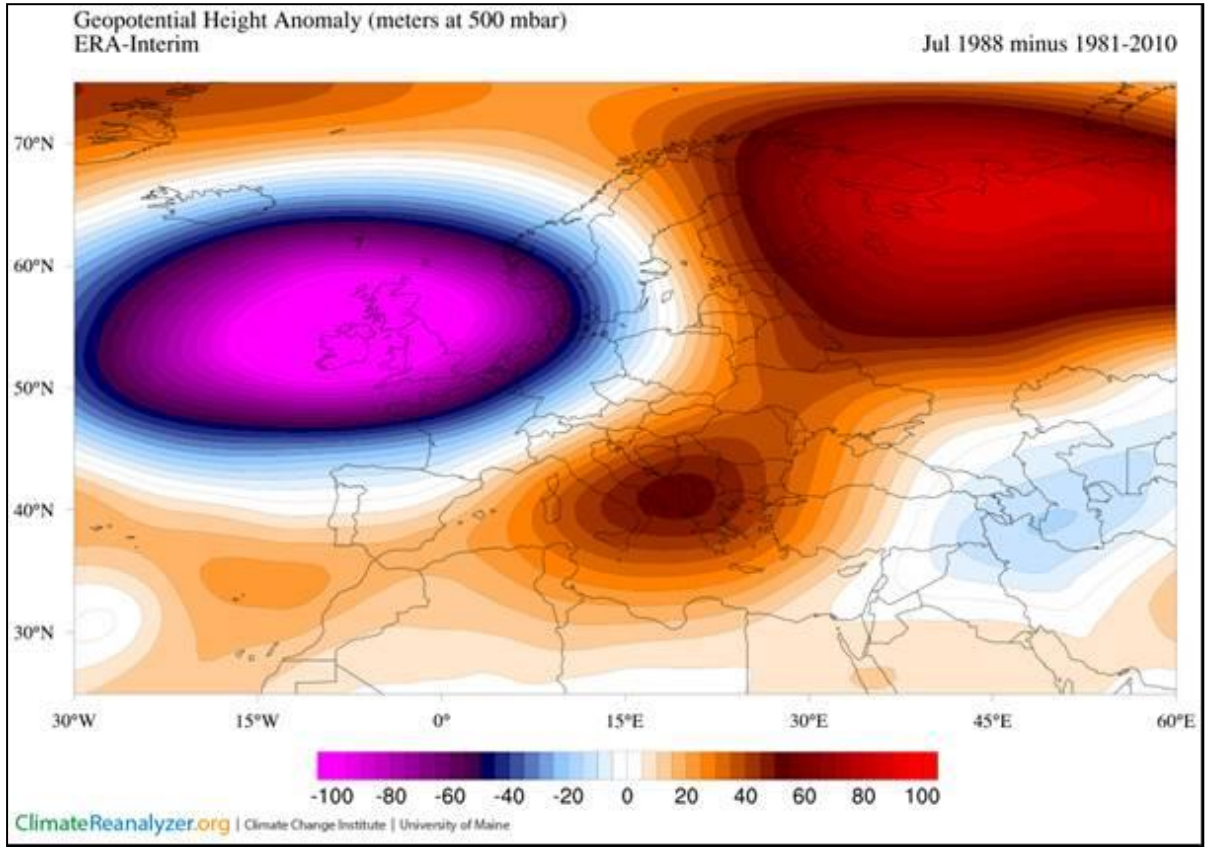 Geopotential Height Anomaly (meters at 500 mbar)
ERA-Interim
Jul 1988 minus 1981-2010
70°N
60°N
50°N
40°N
30°N
30°W 15°W 0° 15°E 30°E 45°E 60°E
-100 -80 -60 -40 -20 0 20 40 60 80 100
ClimateReanalyzer.org | Climate Change Institute | University of Maine